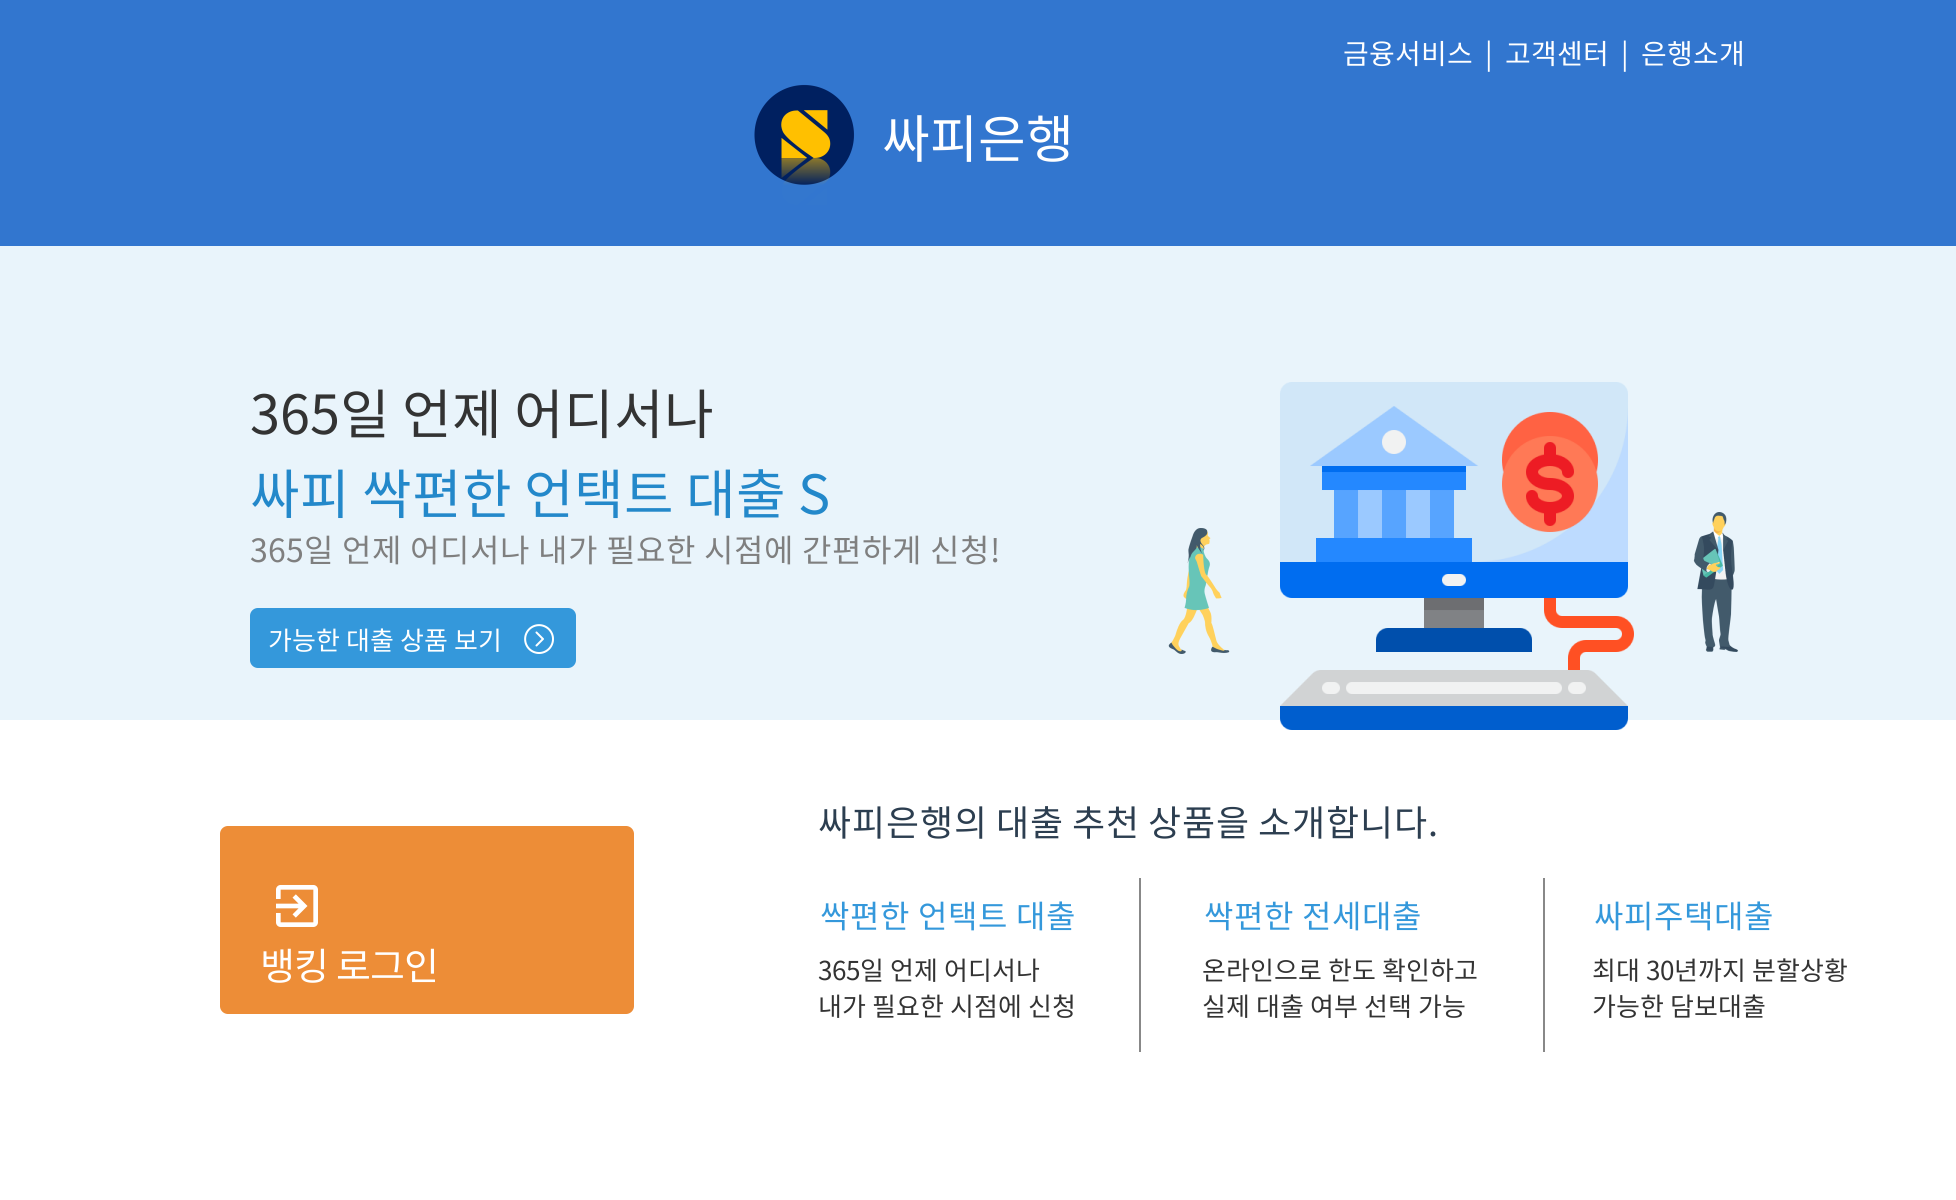 금융서비스 | 고객센터 | 은행소개
싸피은행
365일 언제 어디서나
싸피 싹편한 언택트 대출 S
365일 언제 어디서나 내가 필요한 시점에 간편하게 신청!
가능한 대출 상품 보기
뱅킹 로그인
싸피은행의 대출 추천 상품을 소개합니다.
싹편한 언택트 대출
365일 언제 어디서나
내가 필요한 시점에 신청
싹편한 전세대출
온라인으로 한도 확인하고
실제 대출 여부 선택 가능
싸피주택대출
최대 30년까지 분할상황
가능한 담보대출